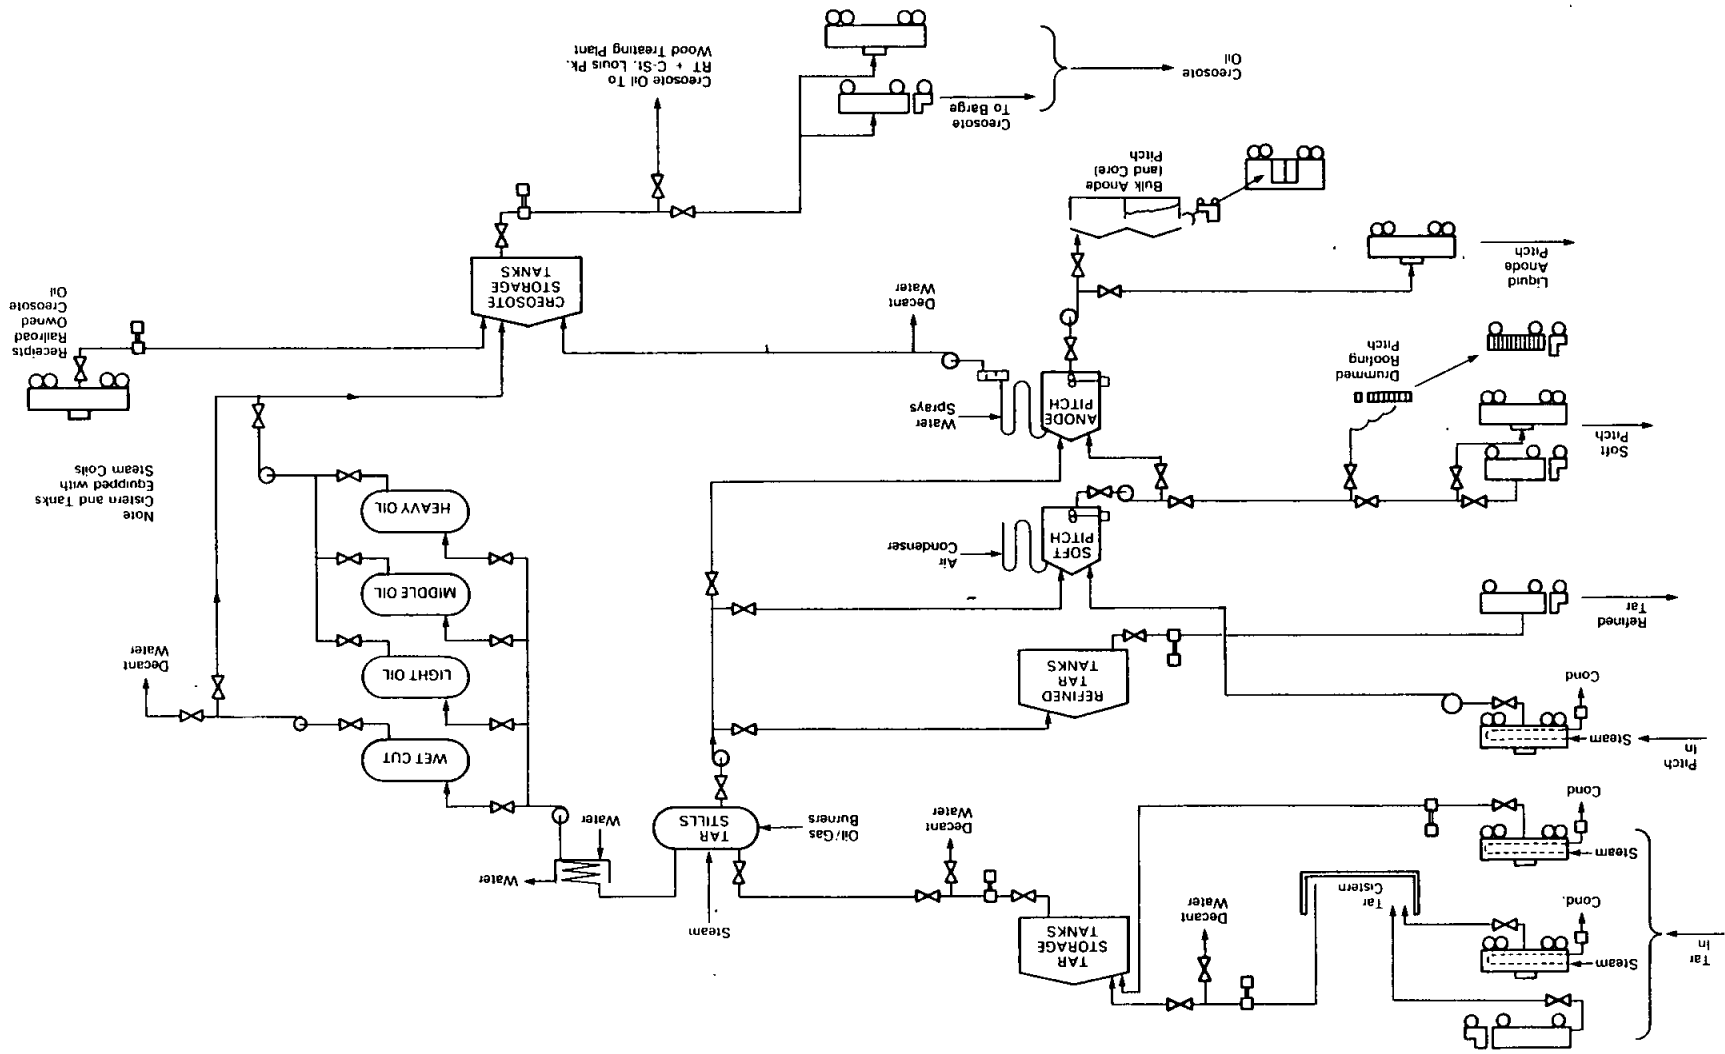 Tar
In
Steam
Cond.
Steam
Cond
Tar
Cistern
Decant
Water
TAR
STORAGE
TANKS
Decant
Water
Steam
TAR
STILLS
Oil/Gas
Burners
Water
Water
Pitch
In
Steam
Cond
REFINED
TAR
TANKS
Refined
Tar
WET CUT
LIGHT OIL
MIDDLE OIL
HEAVY OIL
Decant
Water
Note
Cistern and Tanks
Equipped with
Steam Coils
SOFT
PITCH
Air
Condenser
Soft
Pitch
Drummed
Roofing
Pitch
ANODE
PITCH
Water
Sprays
Decant
Water
Liquid
Anode
Pitch
Bulk Anode
(and Core)
Pitch
CREOSOTE
STORAGE
TANKS
Receipts
Railroad
Owned
Creosote
Oil
Creosote Oil To
RT + C-St. Louis Pk.
Wood Treating Plant
Creosote
To Barge
Creosote
Oil